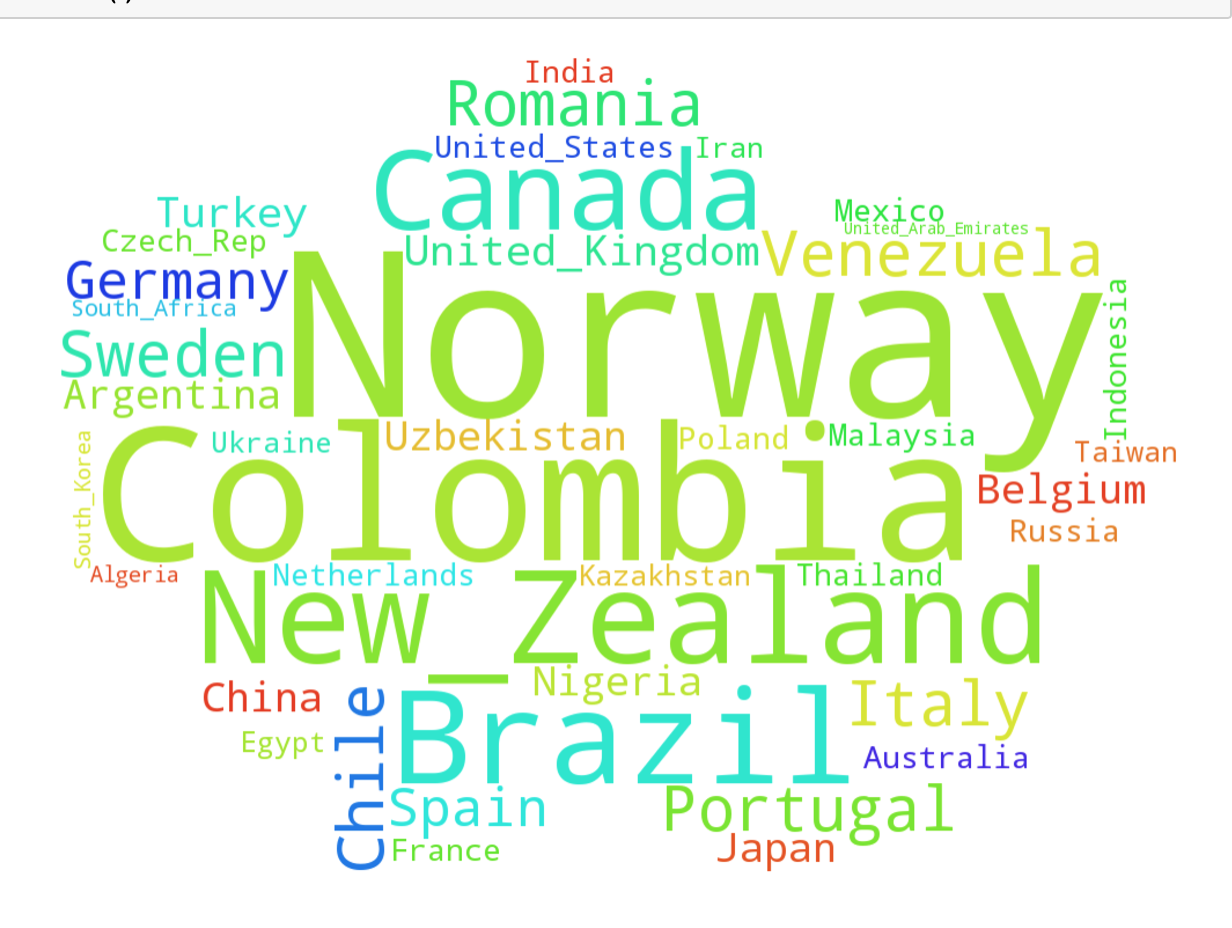 India
Romania
United_States
Iran
Canada
Turkey
Mexico
United_Arab_Emirates
Czech_Rep
United_Kingdom
Venezuela
Germany
South_Africa
Norway
Indonesia
Sweden
Argentina
Ukraine
Uzbekistan
Poland
Malaysia
South_Korea
Colombia
Taiwan
Belgium
Russia
Algeria
Netherlands
Kazakhstan
Thailand
New_Zealand
China
Nigeria
Italy
Egypt
Chile
Brazil
Australia
Spain
Portugal
France
Japan